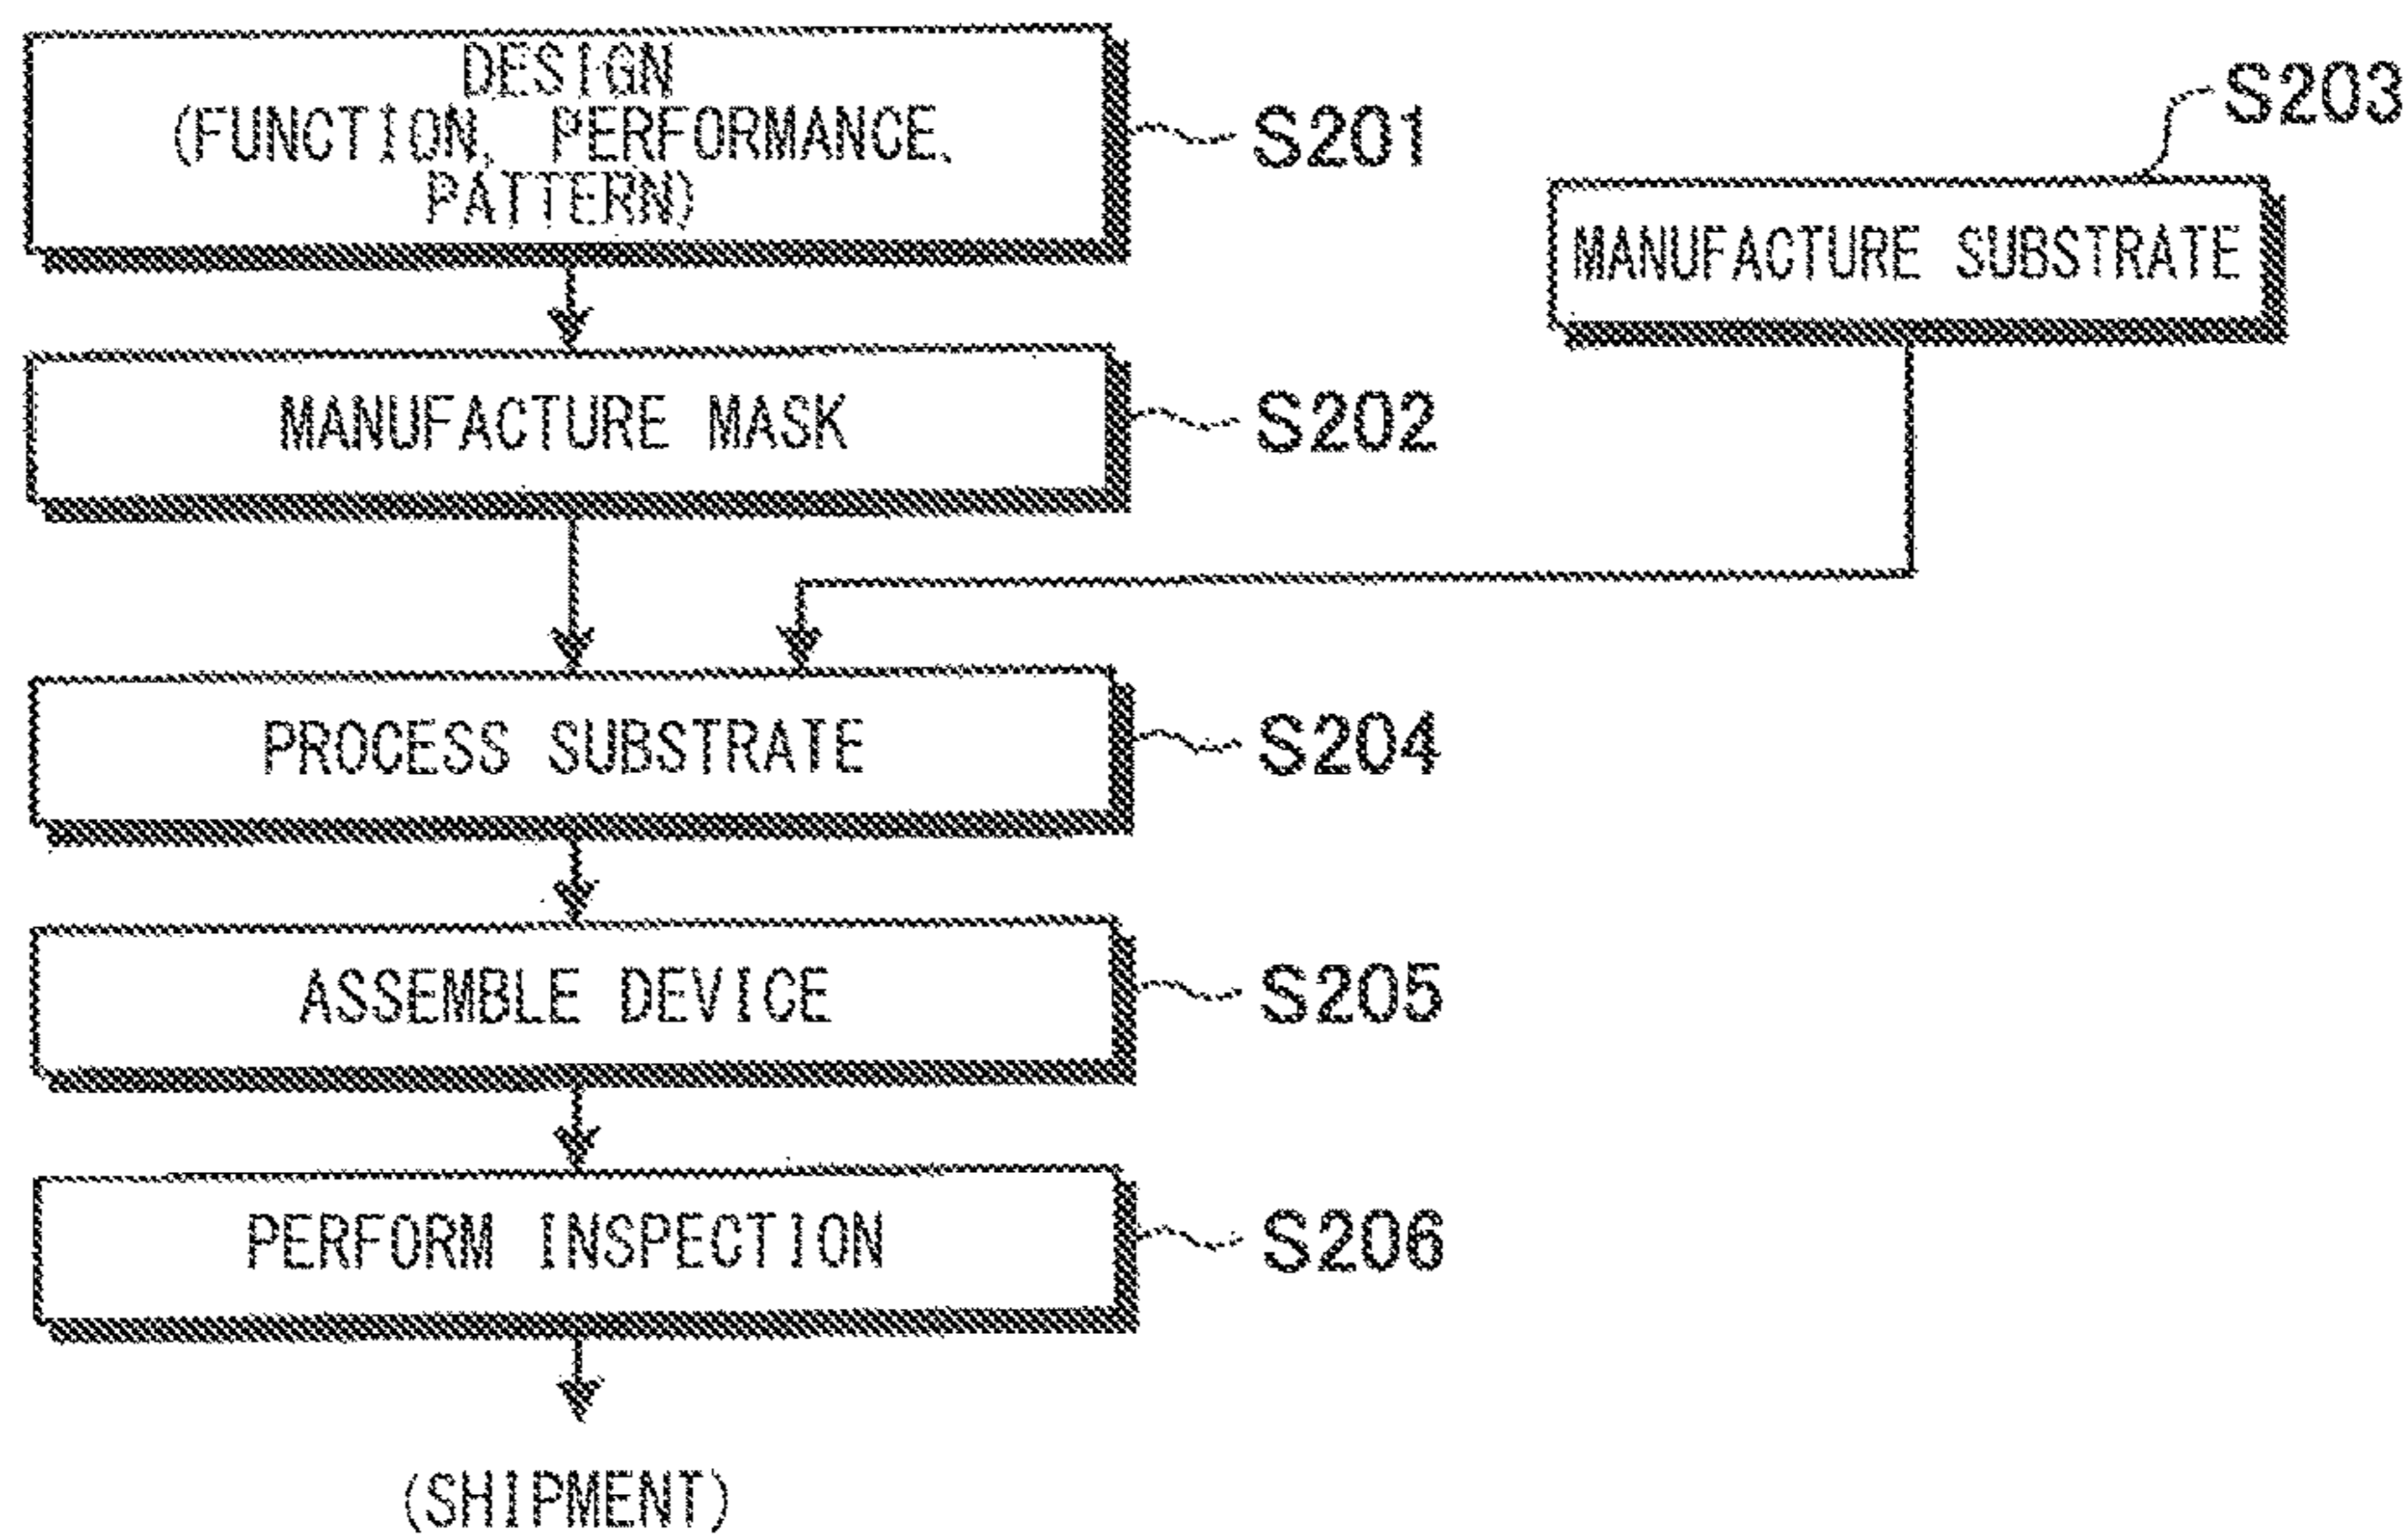 DESIGN
(FUNCTION, PERFORMANCE,
PATTERN)
S201
S203
MANUFACTURE SUBSTRATE
MANUFACTURE MASK
S202
PROCESS SUBSTRATE
S204
ASSEMBLE DEVICE
S205
PERFORM INSPECTION
S206
(SHIPMENT)